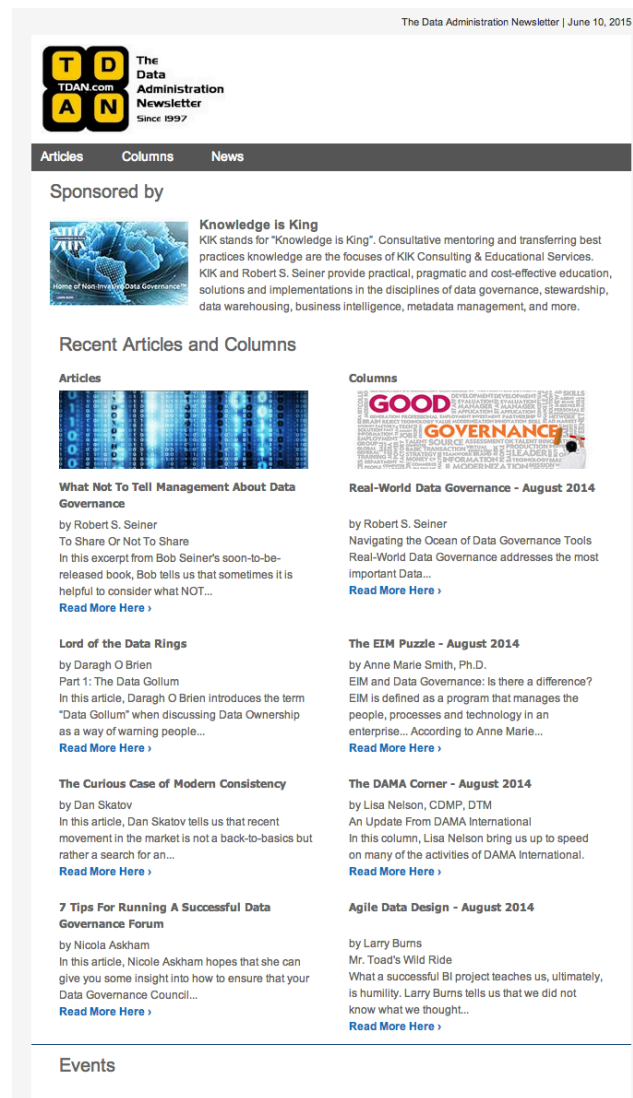 The Data Administration Newsletter | June 10, 2015
T D
TDAN.com
A N
The
Data
Administration
Newsletter
Since 1997
Articles Columns News
Sponsored by
Home of Non-Invasive Data Governance™
Knowledge is King
KIK stands for "Knowledge is King". Consultative mentoring and transferring best
practices knowledge are the focuses of KIK Consulting & Educational Services.
KIK and Robert S. Seiner provide practical, pragmatic and cost-effective education,
solutions and implementations in the disciplines of data governance, stewardship,
data warehousing, business intelligence, metadata management, and more.
Recent Articles and Columns
Articles
What Not To Tell Management About Data
Governance
by Robert S. Seiner
To Share Or Not To Share
In this excerpt from Bob Seiner's soon-to-be-
released book, Bob tells us that sometimes it is
helpful to consider what NOT...
Read More Here ›
Lord of the Data Rings
by Daragh O Brien
Part 1: The Data Gollum
In this article, Daragh O Brien introduces the term
"Data Gollum" when discussing Data Ownership
as a way of warning people...
Read More Here ›
The Curious Case of Modern Consistency
by Dan Skatov
In this article, Dan Skatov tells us that recent
movement in the market is not a back-to-basics but
rather a search for an...
Read More Here ›
7 Tips For Running A Successful Data
Governance Forum
by Nicola Askham
In this article, Nicole Askham hopes that she can
give you some insight into how to ensure that your
Data Governance Council...
Read More Here ›
Columns
GOOD
GOVERNANCE
Real-World Data Governance - August 2014
by Robert S. Seiner
Navigating the Ocean of Data Governance Tools
Real-World Data Governance addresses the most
important Data...
Read More Here ›
The EIM Puzzle - August 2014
by Anne Marie Smith, Ph.D.
EIM and Data Governance: Is there a difference?
EIM is defined as a program that manages the
people, processes and technology in an
enterprise... According to Anne Marie...
Read More Here ›
The DAMA Corner - August 2014
by Lisa Nelson, CDMP, DTM
An Update From DAMA International
In this column, Lisa Nelson bring us up to speed
on many of the activities of DAMA International.
Read More Here ›
Agile Data Design - August 2014
by Larry Burns
Mr. Toad's Wild Ride
What a successful BI project teaches us, ultimately,
is humility. Larry Burns tells us that we did not
know what we thought...
Read More Here ›
Events